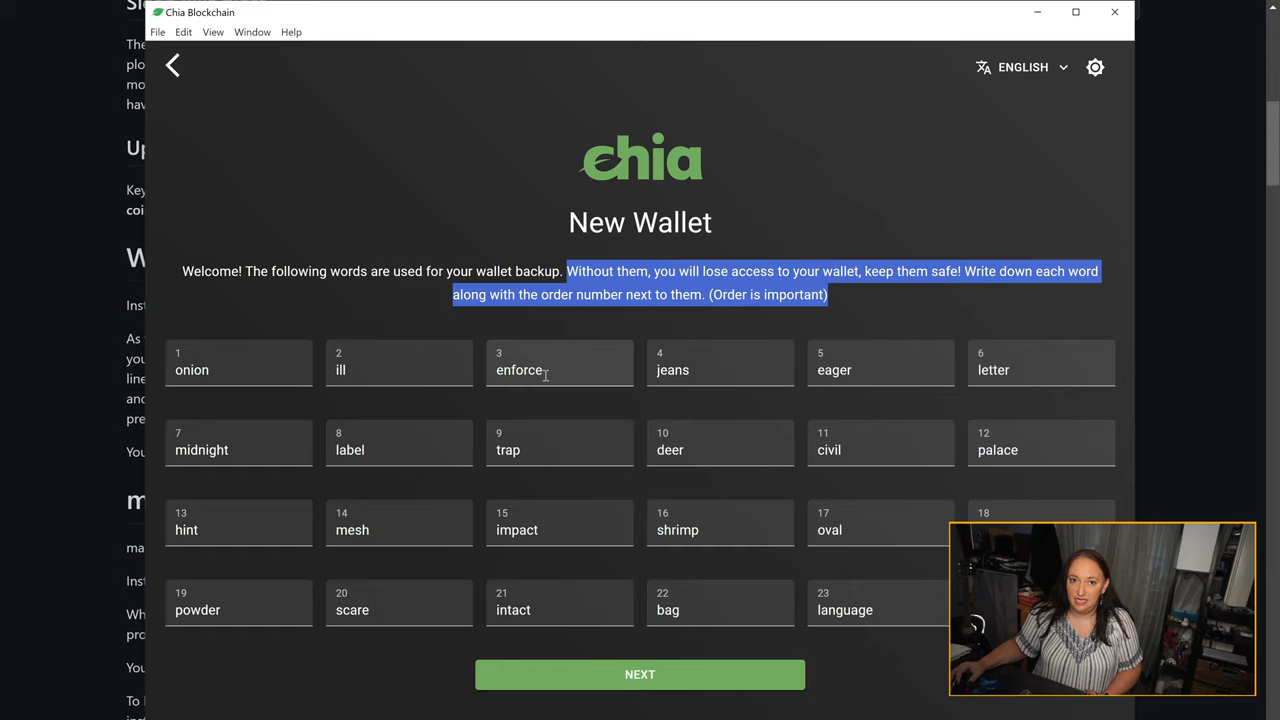 Chia Blockchain
File Edit View Window Help
ENGLISH
chia
New Wallet
Welcome! The following words are used for your wallet backup. Without them, you will lose access to your wallet, keep them safe! Write down each word
along with the order number next to them. (Order is important)
1 2 3 4 5 6
onion ill enforce jeans eager letter
7 8 9 10 11 12
midnight label trap deer civil palace
13 14 15 16 17 18
hint mesh impact shrimp oval
19 20 21 22 23
powder scare intact bag language
NEXT